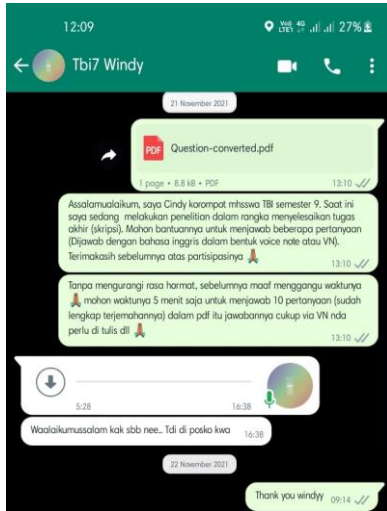 12:09
27%
Tbi7 Windy
21 November 2021
PDF
Question-converted.pdf
1 page • 8.8 kB • PDF
13:10
Assalamualaikum, saya Cindy korompot mhsswa TBI semester 9. Saat ini
saya sedang melakukan penelitian dalam rangka menyelesaikan tugas
akhir (skripsi). Mohon bantuannya untuk menjawab beberapa pertanyaan
(Dijawab dengan bahasa inggris dalam bentuk voice note atau VN).
Terimakasih sebelumnya atas partisipasinya 🙏
13:10
Tanpa mengurangi rasa hormat, sebelumnya maaf menggangu waktunya
🙏 mohon waktunya 5 menit saja untuk menjawab 10 pertanyaan (sudah
lengkap terjemahannya) dalam pdf itu jawabannya cukup via VN nda
perlu di tulis dll 🙏
13:10
5:28
16:38
Waalaikumussalam kak sbb nee.. Tdi di posko kwa
16:38
22 November 2021
Thank you windyy
09:14